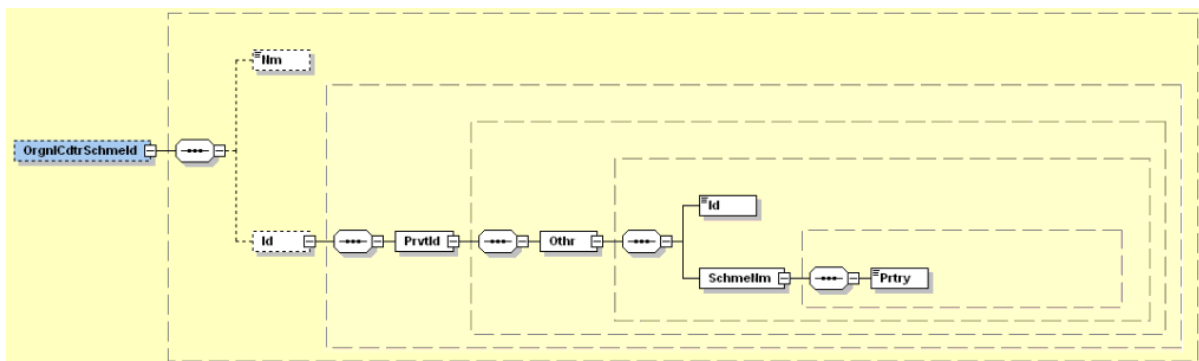 Nm
OrgnlCdtrSchmeId
Id
PrvtId
Othr
Id
SchmeNm
Prtry